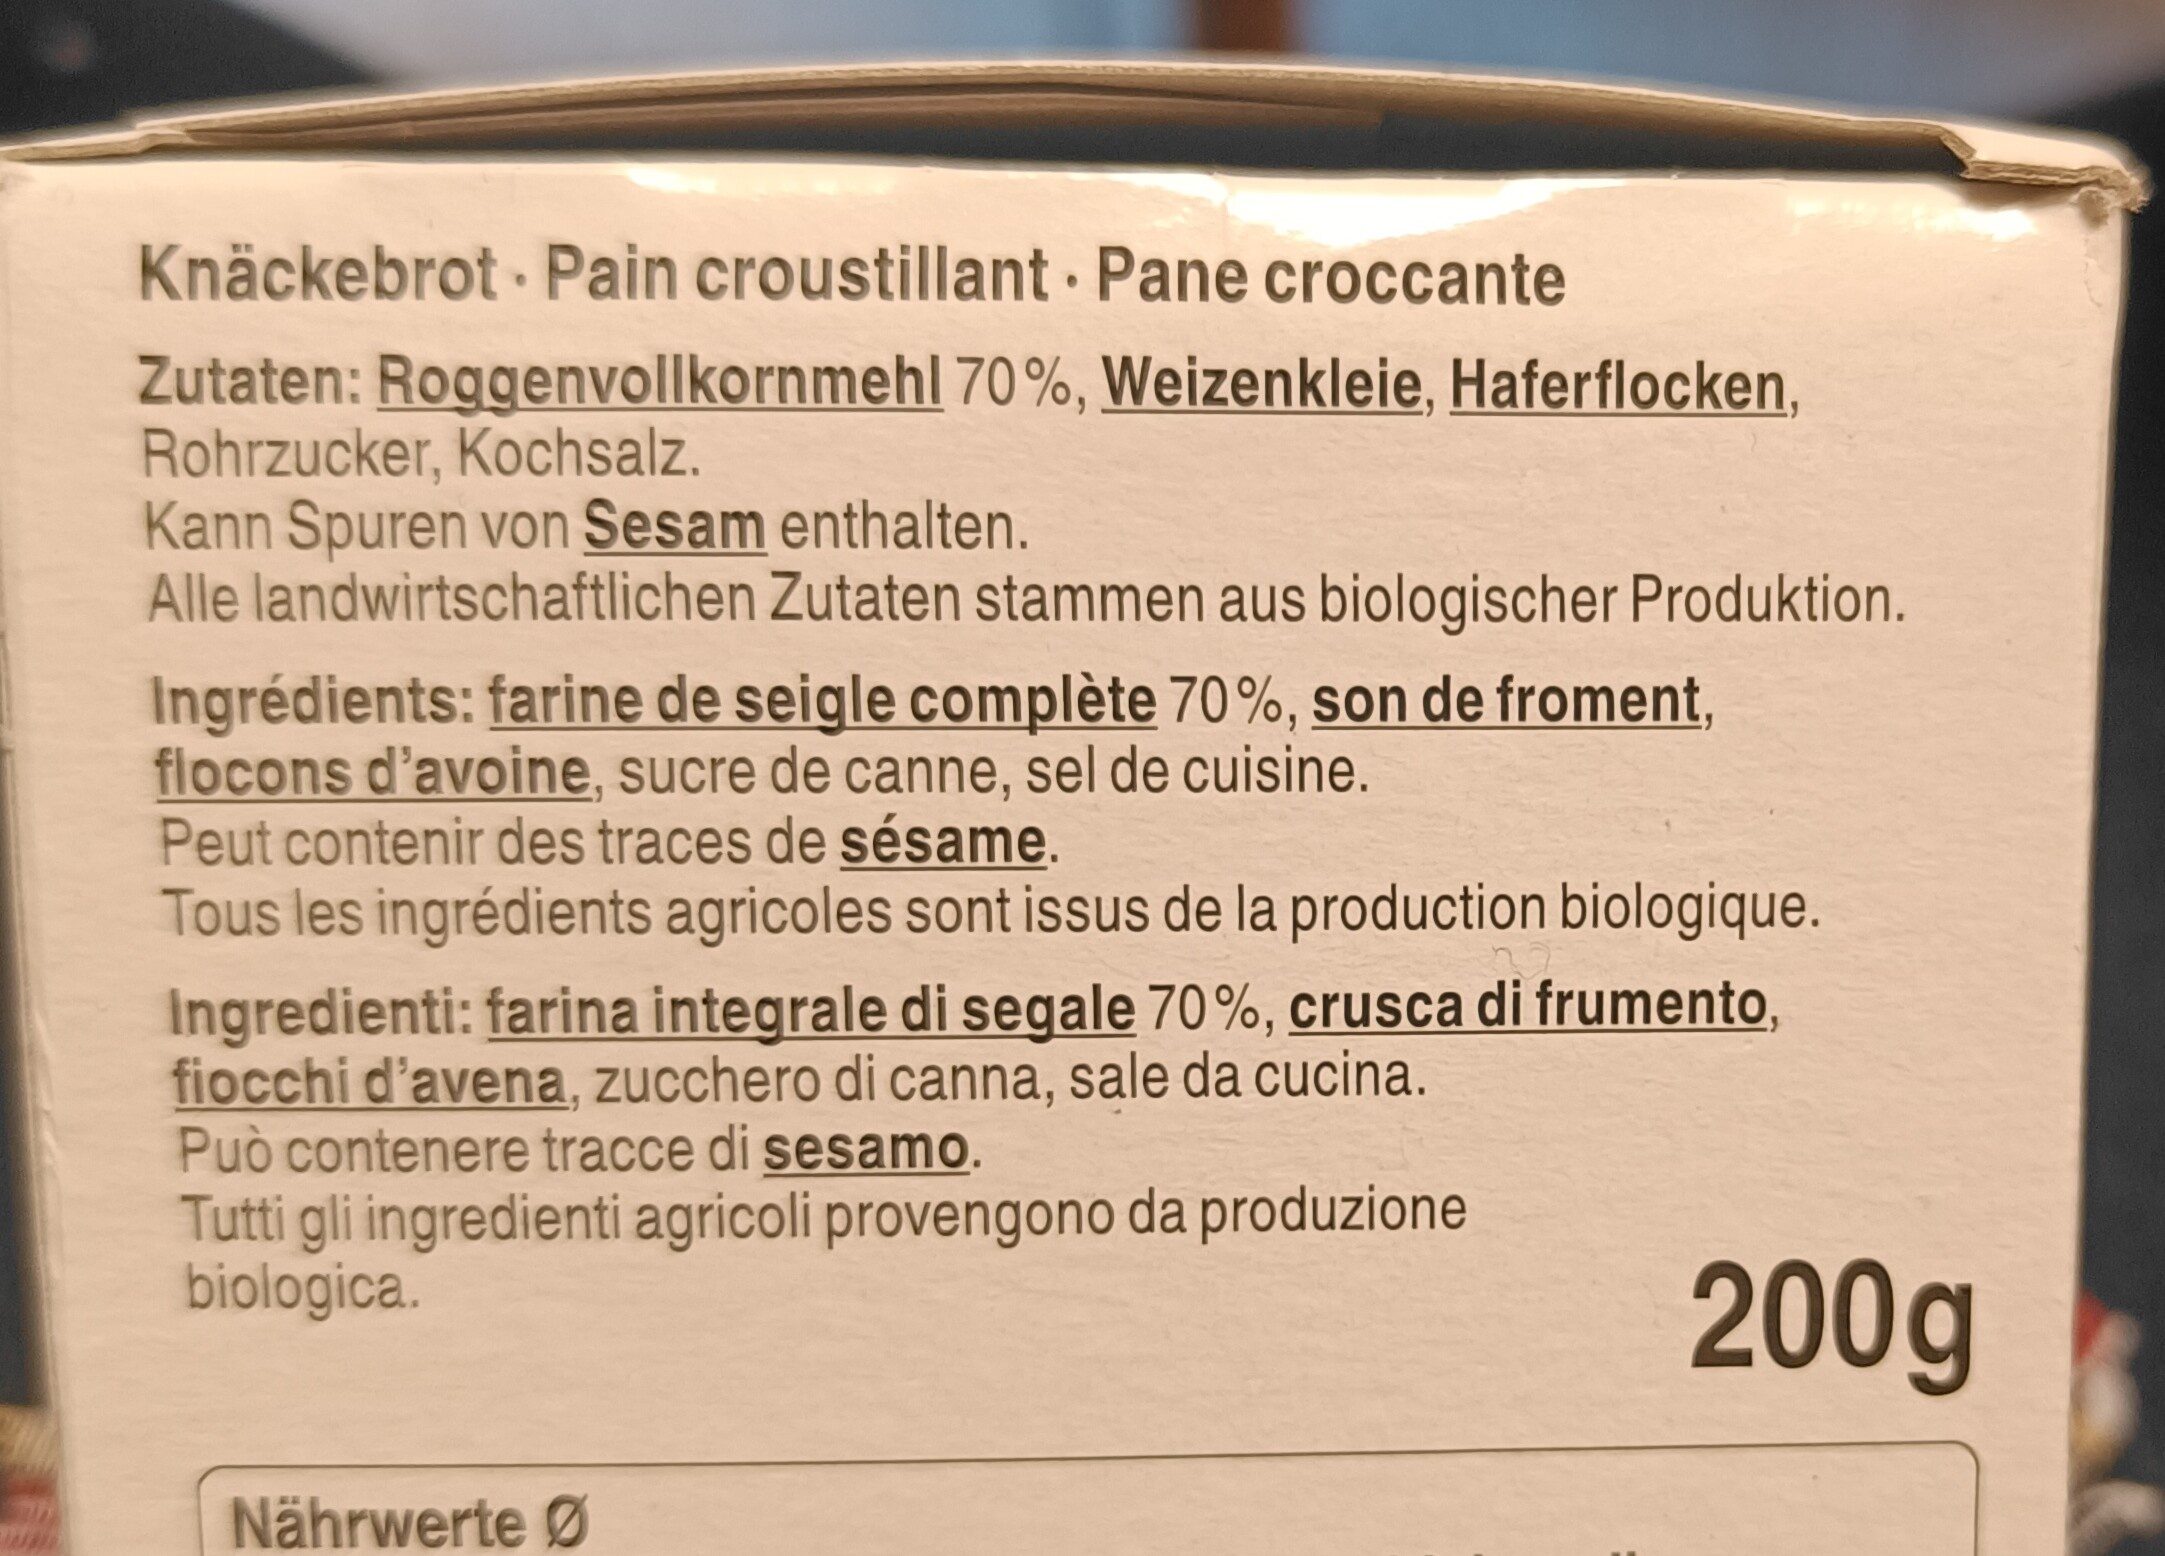 Knäckebrot · Pain croustillant · Pane croccante
Zutaten: Roggenvollkornmehl 70%, Weizenkleie, Haferflocken,
Rohrzucker, Kochsalz.
Kann Spuren von Sesam enthalten.
Alle landwirtschaftlichen Zutaten stammen aus biologischer Produktion.
Ingrédients: farine de seigle complète 70%, son de froment,
flocons d'avoine, sucre de canne, sel de cuisine.
Peut contenir des traces de sésame.
Tous les ingrédients agricoles sont issus de la production biologique.
Ingredienti: farina integrale di segale 70%, crusca di frumento,
fiocchi d'avena, zucchero di canna, sale da cucina.
Può contenere tracce di sesamo.
Tutti gli ingredienti agricoli provengono da produzione
biologica.
200g
Nährwerte Ø